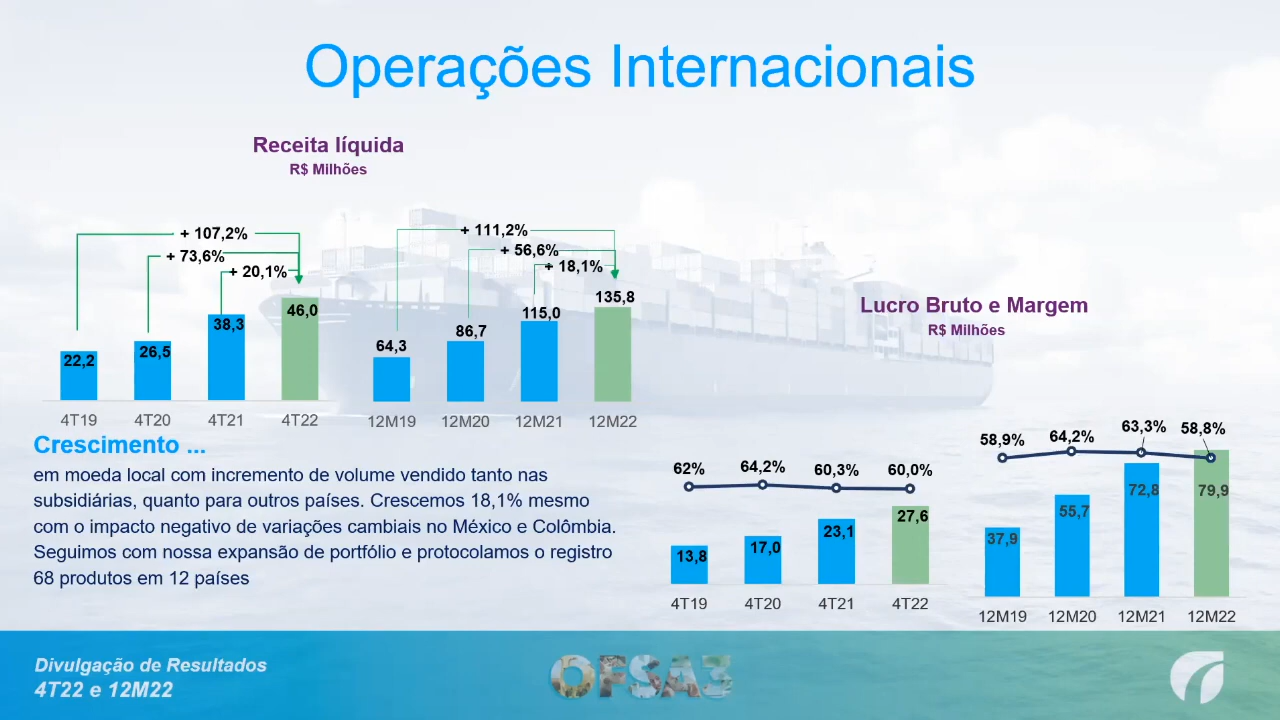 Operações Internacionais
Receita líquida
R$ Milhões
+ 107,2%
+ 73,6%
+ 20,1%
22,2
26,5
38,3
46,0
4T19
4T20
4T21
4T22
+ 111,2%
+ 56,6%
+ 18,1%
64,3
86,7
115,0
135,8
12M19
12M20
12M21
12M22
Crescimento ...
em moeda local com incremento de volume vendido tanto nas
subsidiárias, quanto para outros países. Crescemos 18,1% mesmo
com o impacto negativo de variações cambiais no México e Colômbia.
Seguimos com nossa expansão de portfólio e protocolamos o registro
68 produtos em 12 países
Lucro Bruto e Margem
R$ Milhões
62%
64,2%
60,3%
60,0%
13,8
17,0
23,1
27,6
4T19
4T20
4T21
4T22
58,9%
64,2%
63,3%
58,8%
37,9
55,7
72,8
79,9
12M19
12M20
12M21
12M22
Divulgação de Resultados
4T22 e 12M22
OFSA3